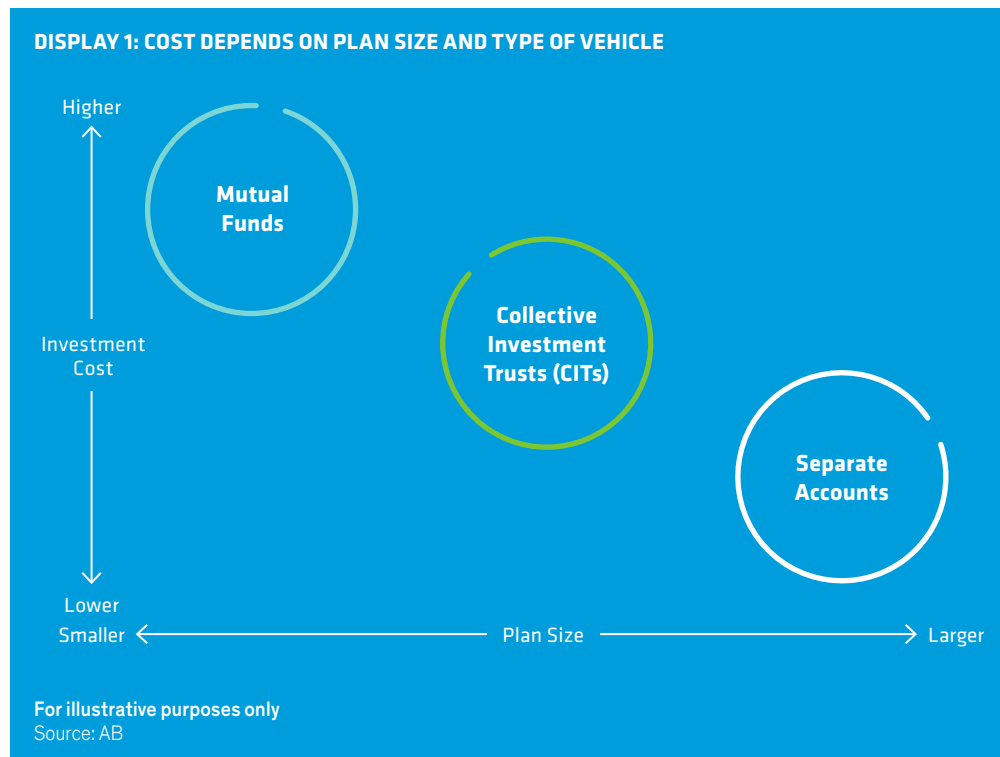 DISPLAY 1: COST DEPENDS ON PLAN SIZE AND TYPE OF VEHICLE
Higher
Mutual
Funds
Investment
Cost
Collective
Investment
Trusts (CITs)
Separate
Accounts
Lower
Smaller
Plan Size
Larger
For illustrative purposes only
Source: AB